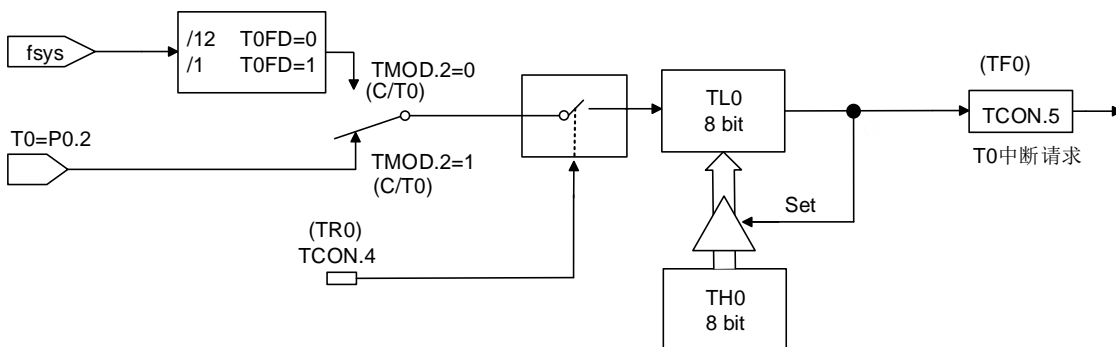 fsys
/12 T0FD=0
/1 T0FD=1
TMOD.2=0
(C/T0)
T0=P0.2
TMOD.2=1
(C/T0)
(TR0)
TCON.4
TL0
8 bit
Set
TH0
8 bit
(TF0)
TCON.5
T0中断请求